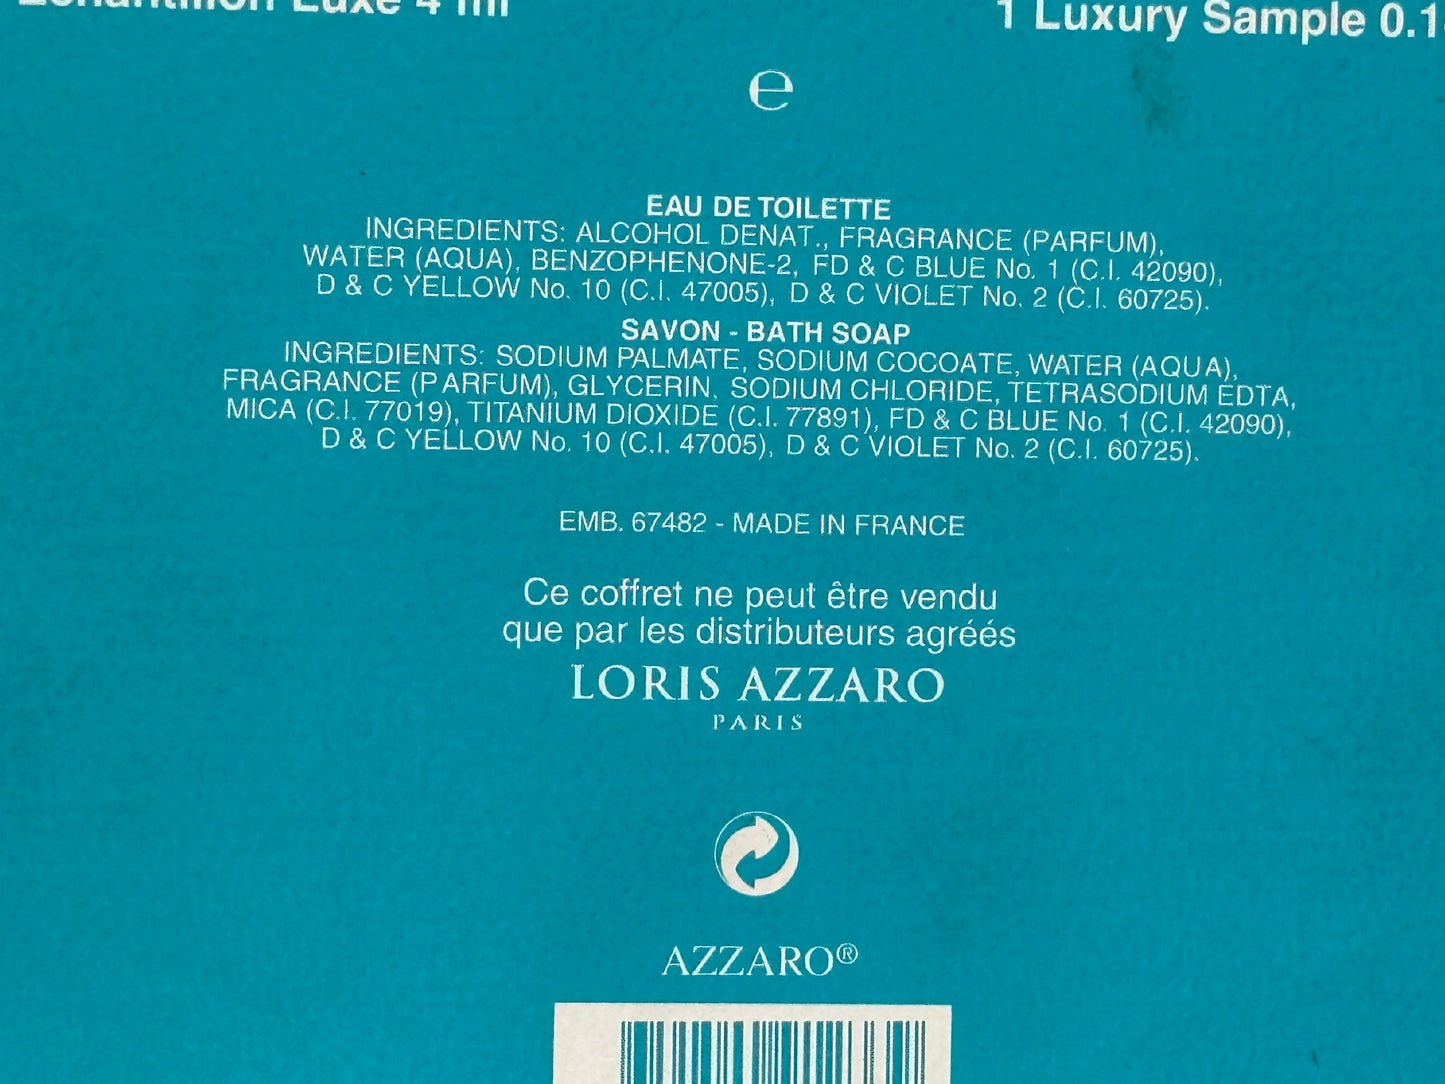 Echantillon Luxe 4 ml
1 Luxury Sample 0.1
e
EAU DE TOILETTE
INGREDIENTS: ALCOHOL DENAT., FRAGRANCE (PARFUM),
WATER (AQUA), BENZOPHENONE-2, FD & C BLUE No. 1 (C.I. 42090),
D & C YELLOW No. 10 (C.I. 47005), D & C VIOLET No. 2 (C.I. 60725).
SAVON - BATH SOAP
INGREDIENTS: SODIUM PALMATE, SODIUM COCOATE, WATER (AQUA),
FRAGRANCE (PARFUM), GLYCERIN, SODIUM CHLORIDE, TETRASODIUM EDTA,
MICA (C.I. 77019), TITANIUM DIOXIDE (C.I. 77891), FD & C BLUE No. 1 (C.I. 42090),
D & C YELLOW No. 10 (C.I. 47005), D & C VIOLET No. 2 (C.I. 60725).
EMB. 67482 - MADE IN FRANCE
Ce coffret ne peut être vendu
que par les distributeurs agréés
LORIS AZZARO
PARIS
AZZARO®